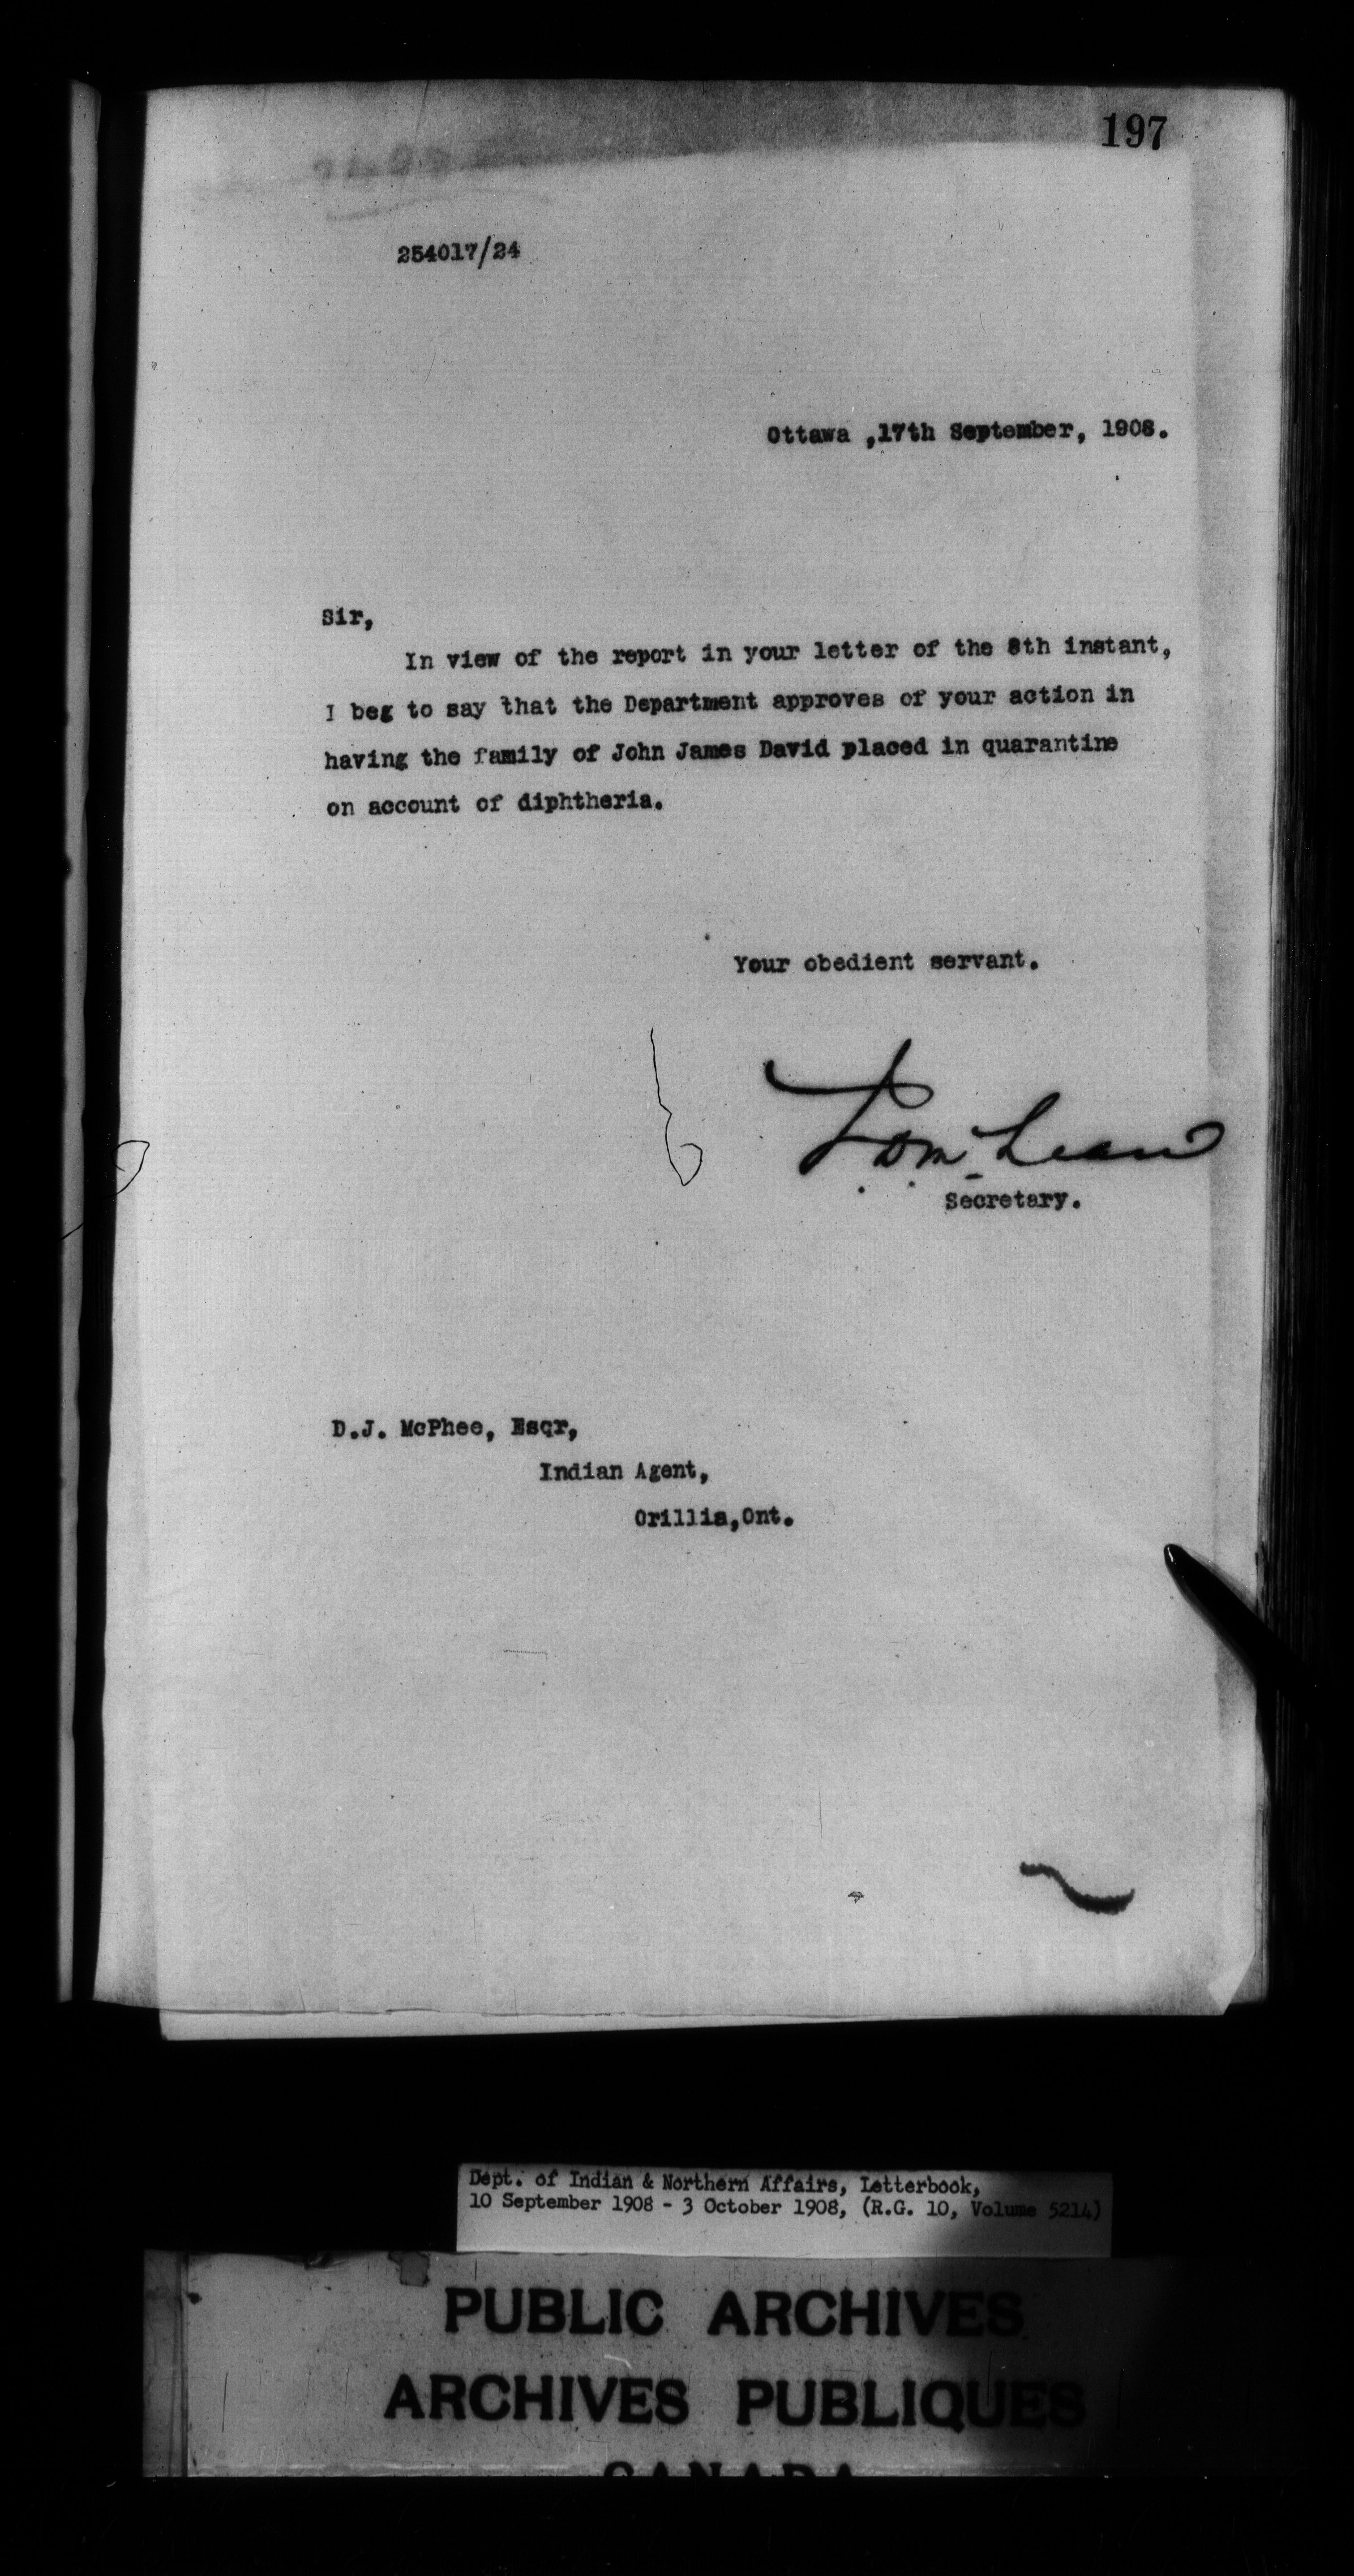 197
254017/24
Ottawa ,17th September, 1908.
Sir,
In view of the report in your letter of the 8th instant,
I beg to say that the Department approves of your action in
having the family of John James David placed in quarantine
on account of diphtheria.
Your obedient servant.
Secretary.
D.J. McPhee, Esqr,
Indian Agent,
Orillia,Ont.
Dept. of Indian & Northern Affairs, Letterbook,
10 September 1908 - 3 October 1908, (R.G. 10, Volume 5214)
PUBLIC ARCHIVES
ARCHIVES PUBLIQUES
CANADA